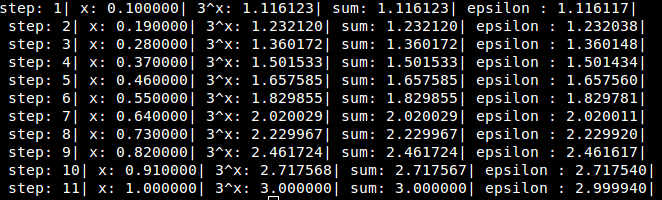 step: 1| x: 0.100000| 3^x: 1.116123| sum: 1.116123| epsilon : 1.116117|
step: 2| x: 0.190000| 3^x: 1.232120| sum: 1.232120| epsilon : 1.232038|
step: 3| x: 0.280000| 3^x: 1.360172| sum: 1.360172| epsilon : 1.360148|
step: 4| x: 0.370000| 3^x: 1.501533| sum: 1.501533| epsilon : 1.501434|
step: 5| x: 0.460000| 3^x: 1.657585| sum: 1.657585| epsilon : 1.657560|
step: 6| x: 0.550000| 3^x: 1.829855| sum: 1.829855| epsilon : 1.829781|
step: 7| x: 0.640000| 3^x: 2.020029| sum: 2.020029| epsilon : 2.020011|
step: 8| x: 0.730000| 3^x: 2.229967| sum: 2.229967| epsilon : 2.229920|
step: 9| x: 0.820000| 3^x: 2.461724| sum: 2.461724| epsilon : 2.461617|
step: 10| x: 0.910000| 3^x: 2.717568| sum: 2.717567| epsilon : 2.717540|
step: 11| x: 1.000000| 3^x: 3.000000| sum: 3.000000| epsilon : 2.999940|